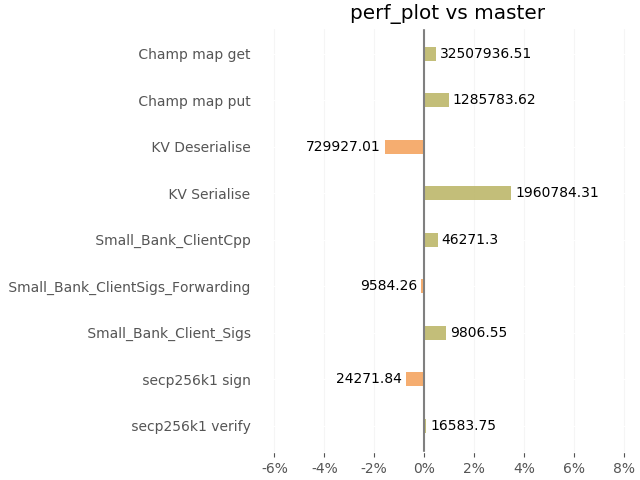 perf_plot vs master
Champ map get 32507936.51
Champ map put 1285783.62
KV Deserialise 729927.01
KV Serialise 1960784.31
Small_Bank_ClientCpp 46271.3
Small_Bank_ClientSigs_Forwarding 9584.26
Small_Bank_Client_Sigs 9806.55
secp256k1 sign 24271.84
secp256k1 verify 16583.75
-6% -4% -2% 0% 2% 4% 6% 8%